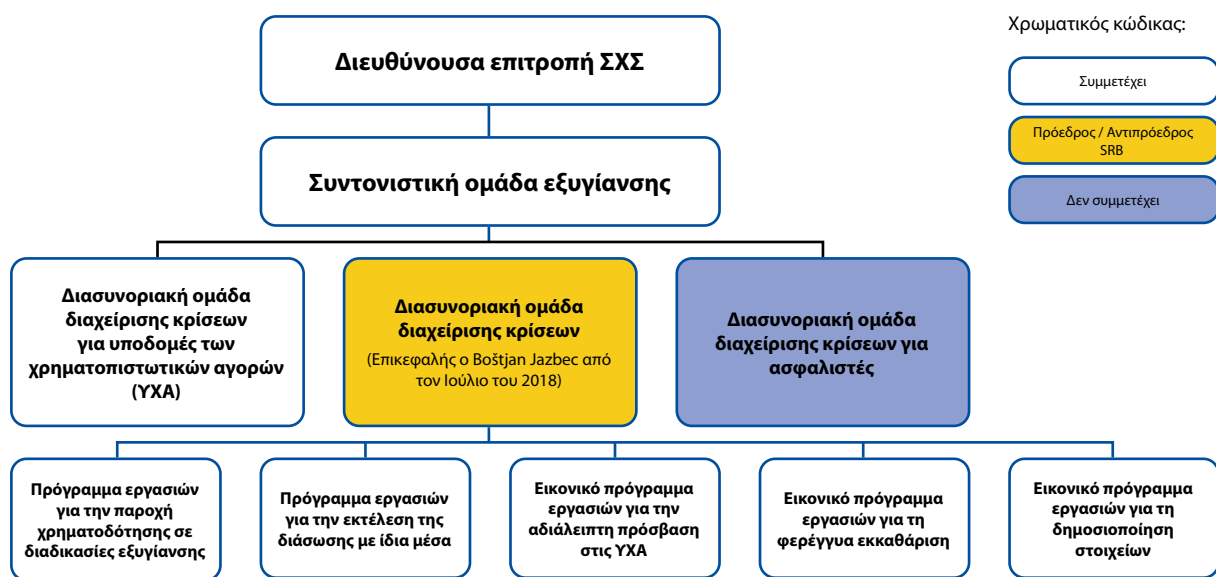 Διευθύνουσα επιτροπή ΣΧΣ
Συντονιστική ομάδα εξυγίανσης
Χρωματικός κώδικας:
Συμμετέχει
Πρόεδρος / Αντιπρόεδρος
SRB
Δεν συμμετέχει
Διασυνοριακή ομάδα
διαχείρισης κρίσεων
για υποδομές των
χρηματοπιστωτικών αγορών
(ΥΧΑ)
Διασυνοριακή ομάδα
διαχείρισης κρίσεων
(Επικεφαλής ο Boštjan Jazbec από
τον Ιούλιο του 2018)
Διασυνοριακή ομάδα
διαχείρισης κρίσεων για
ασφαλιστές
Πρόγραμμα εργασιών
για την παροχή
χρηματοδότησης σε
διαδικασίες εξυγίανσης
Πρόγραμμα εργασιών
για την εκτέλεση της
διάσωσης με ίδια μέσα
Εικονικό πρόγραμμα
εργασιών για την
αδιάλειπτη πρόσβαση
στις ΥΧΑ
Εικονικό πρόγραμμα
εργασιών για τη
φερέγγυα εκκαθάριση
Εικονικό πρόγραμμα
εργασιών για τη
δημοσιοποίηση
στοιχείων